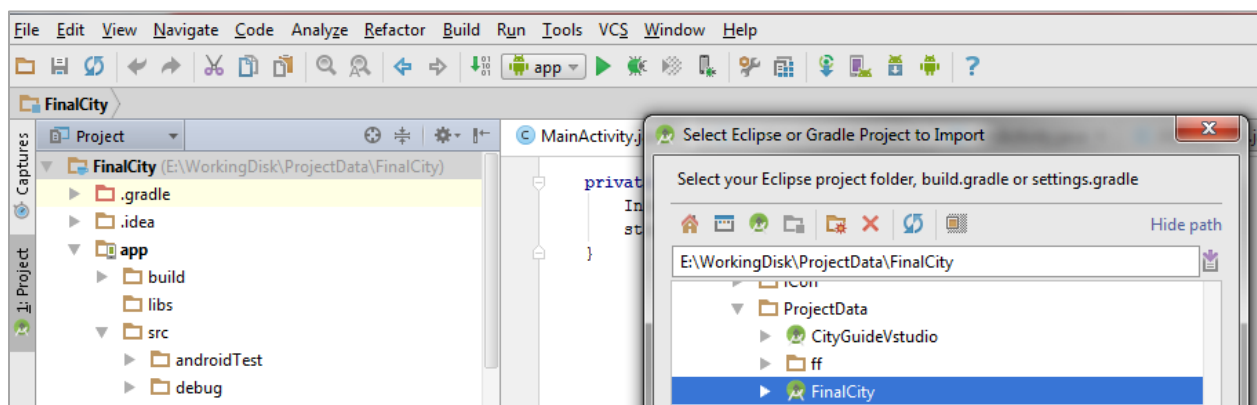 File Edit View Navigate Code Analyze Refactor Build Run Tools VCS Window Help
app
?
FinalCity
Captures
1: Project
Project
FinalCity (E:\WorkingDisk\ProjectData\FinalCity)
.gradle
.idea
app
build
libs
src
androidTest
debug
MainActivity.j
privat
In
st
}
Select Eclipse or Gradle Project to Import
Select your Eclipse project folder, build.gradle or settings.gradle
Hide path
E:\WorkingDisk\ProjectData\FinalCity
ProjectData
CityGuideVstudio
ff
FinalCity